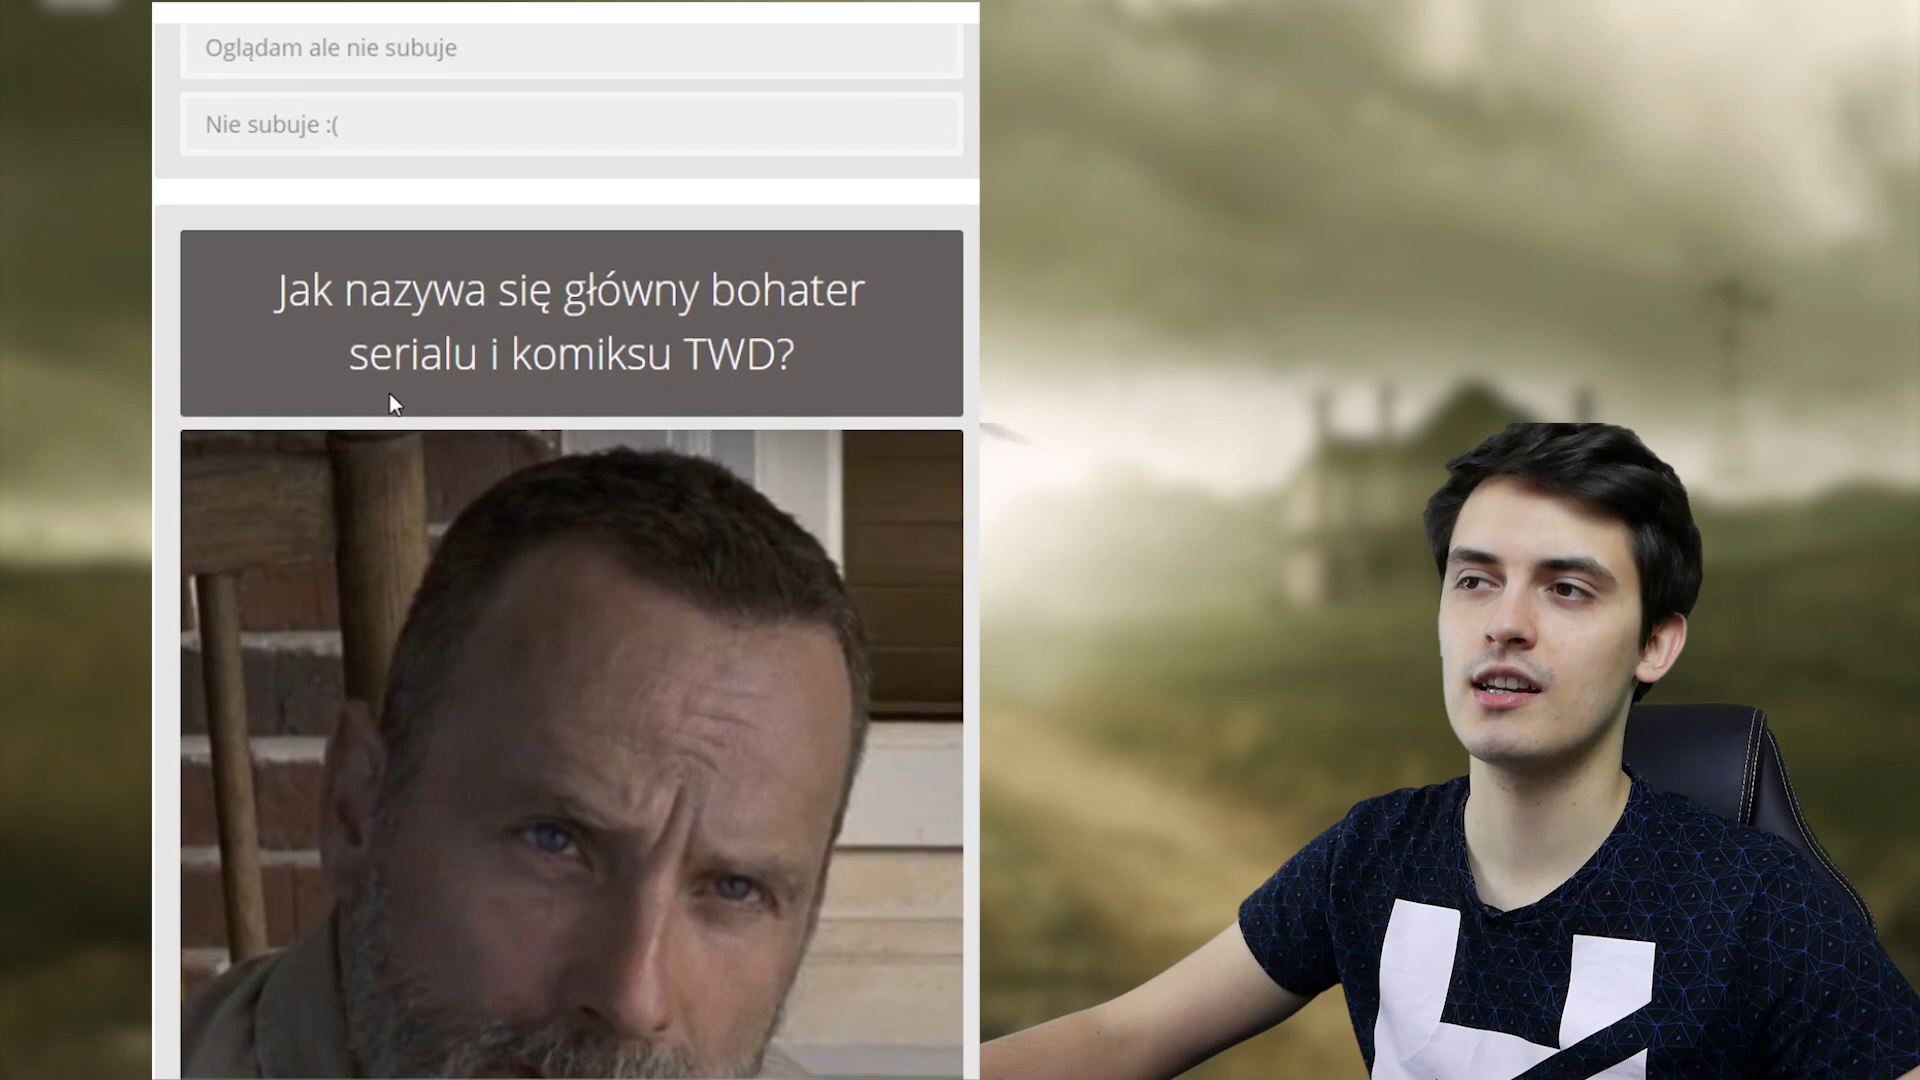 Oglądam ale nie subuje
Nie subuje :(
Jak nazywa się główny bohater
serialu i komiksu TWD?